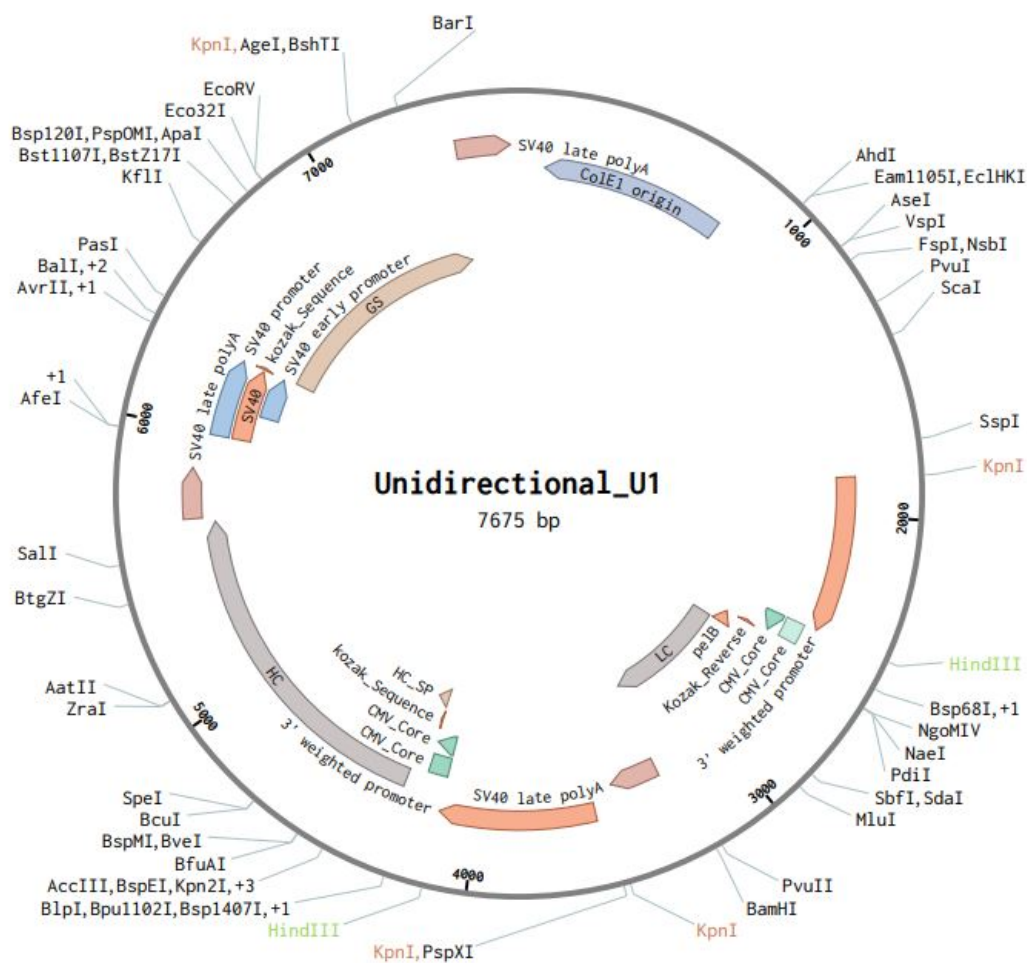 BarI
KpnI,AgeI,BshTI
EcoRV
Eco32I
Bsp120I,PspOMI,ApaI
Bst1107I,BstZ17I
KflI
PasI
BalI,+2
AvrII,+1
+1
AfeI
SalI
BtgZI
AatII
ZraI
SpeI
BcuI
BspMI,BveI
BfuAI
AccIII,BspEI,Kpn2I,+3
BlpI,Bpu1102I,Bsp1407I,+1
HindIII
KpnI,PspXI
KpnI
BamHI
PvuII
MluI
SbfI,SdaI
PdiI
NaeI
NgoMIV
Bsp68I,+1
HindIII
KpnI
SspI
ScaI
PvuI
FspI,NsbI
VspI
AseI
Eam1105I,EclHKI
AhdI
7000
1000
2000
3000
4000
5000
6000
SV40 late polyA
ColE1 origin
GS
SV40 early promoter
kozak_Sequence
SV40 promoter
SV40
SV40 late polyA
Unidirectional_U1
7675 bp
HC
HC_SP
kozak_Sequence
CMV_Core
CMV_Core
3' weighted promoter
SV40 late polyA
LC
pelB
Kozak_Reverse
CMV_Core
CMV_Core
3' weighted promoter